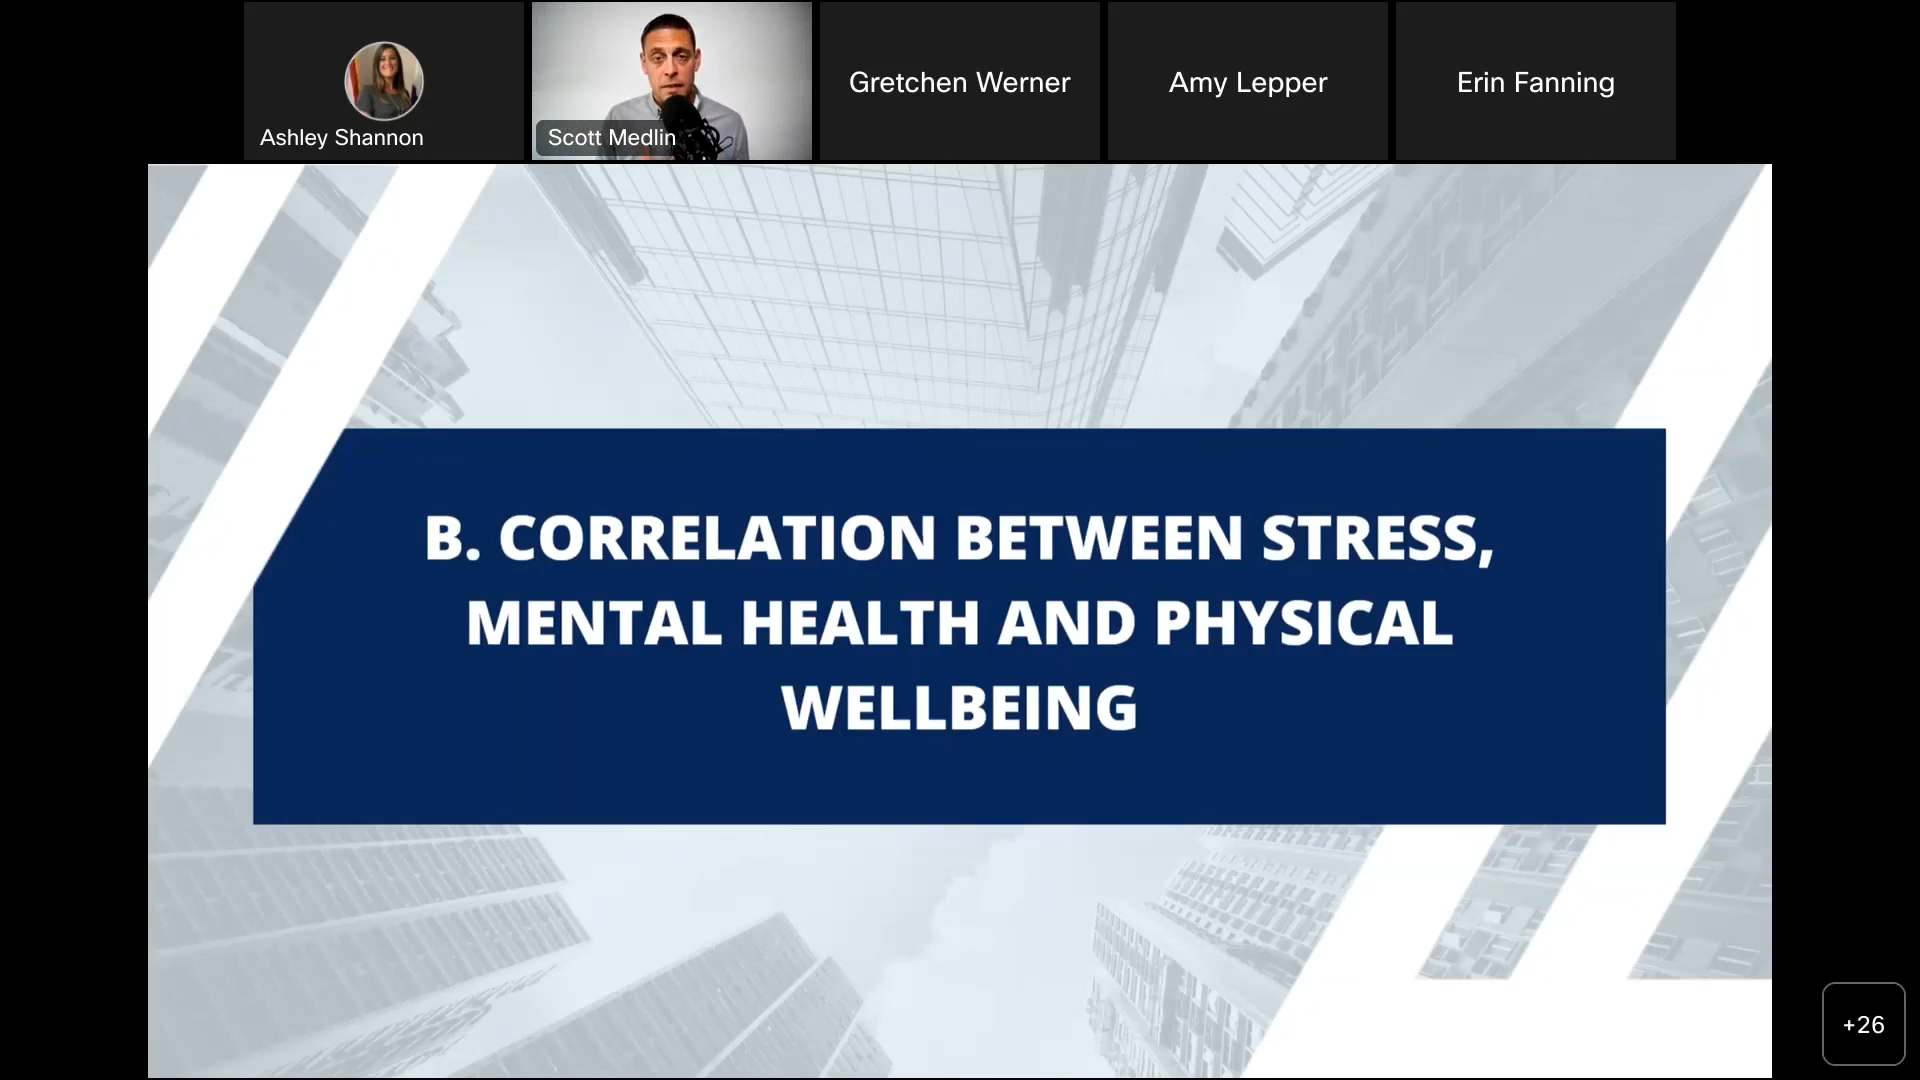 Ashley Shannon
Scott Medlin
Gretchen Werner
Amy Lepper
Erin Fanning
B. CORRELATION BETWEEN STRESS,
MENTAL HEALTH AND PHYSICAL
WELLBEING
+26